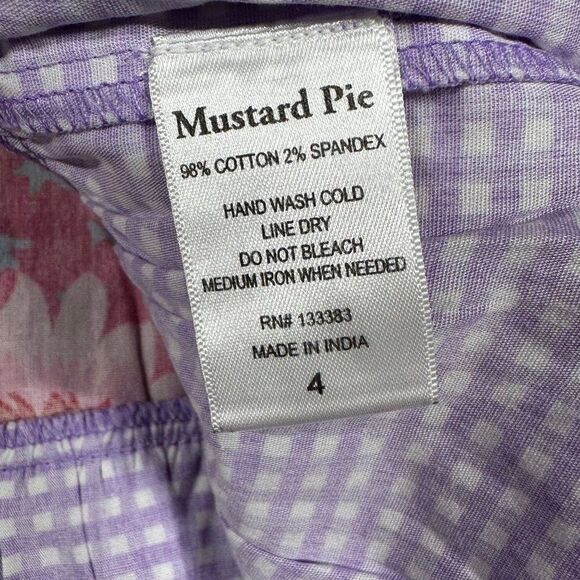 Mustard Pie
98% COTTON 2% SPANDEX
HAND WASH COLD
LINE DRY
DO NOT BLEACH
MEDIUM IRON WHEN NEEDED
RN# 133383
MADE IN INDIA
4